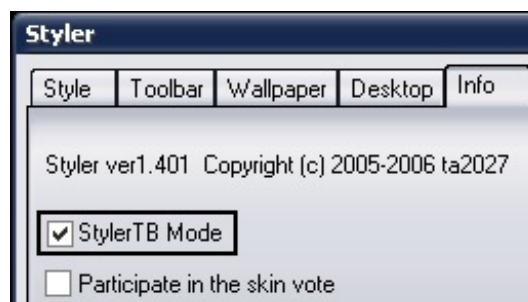 Styler
Style Toolbar Wallpaper Desktop Info
Styler ver1.401 Copyright (c) 2005-2006 ta2027
StylerTB Mode
Participate in the skin vote